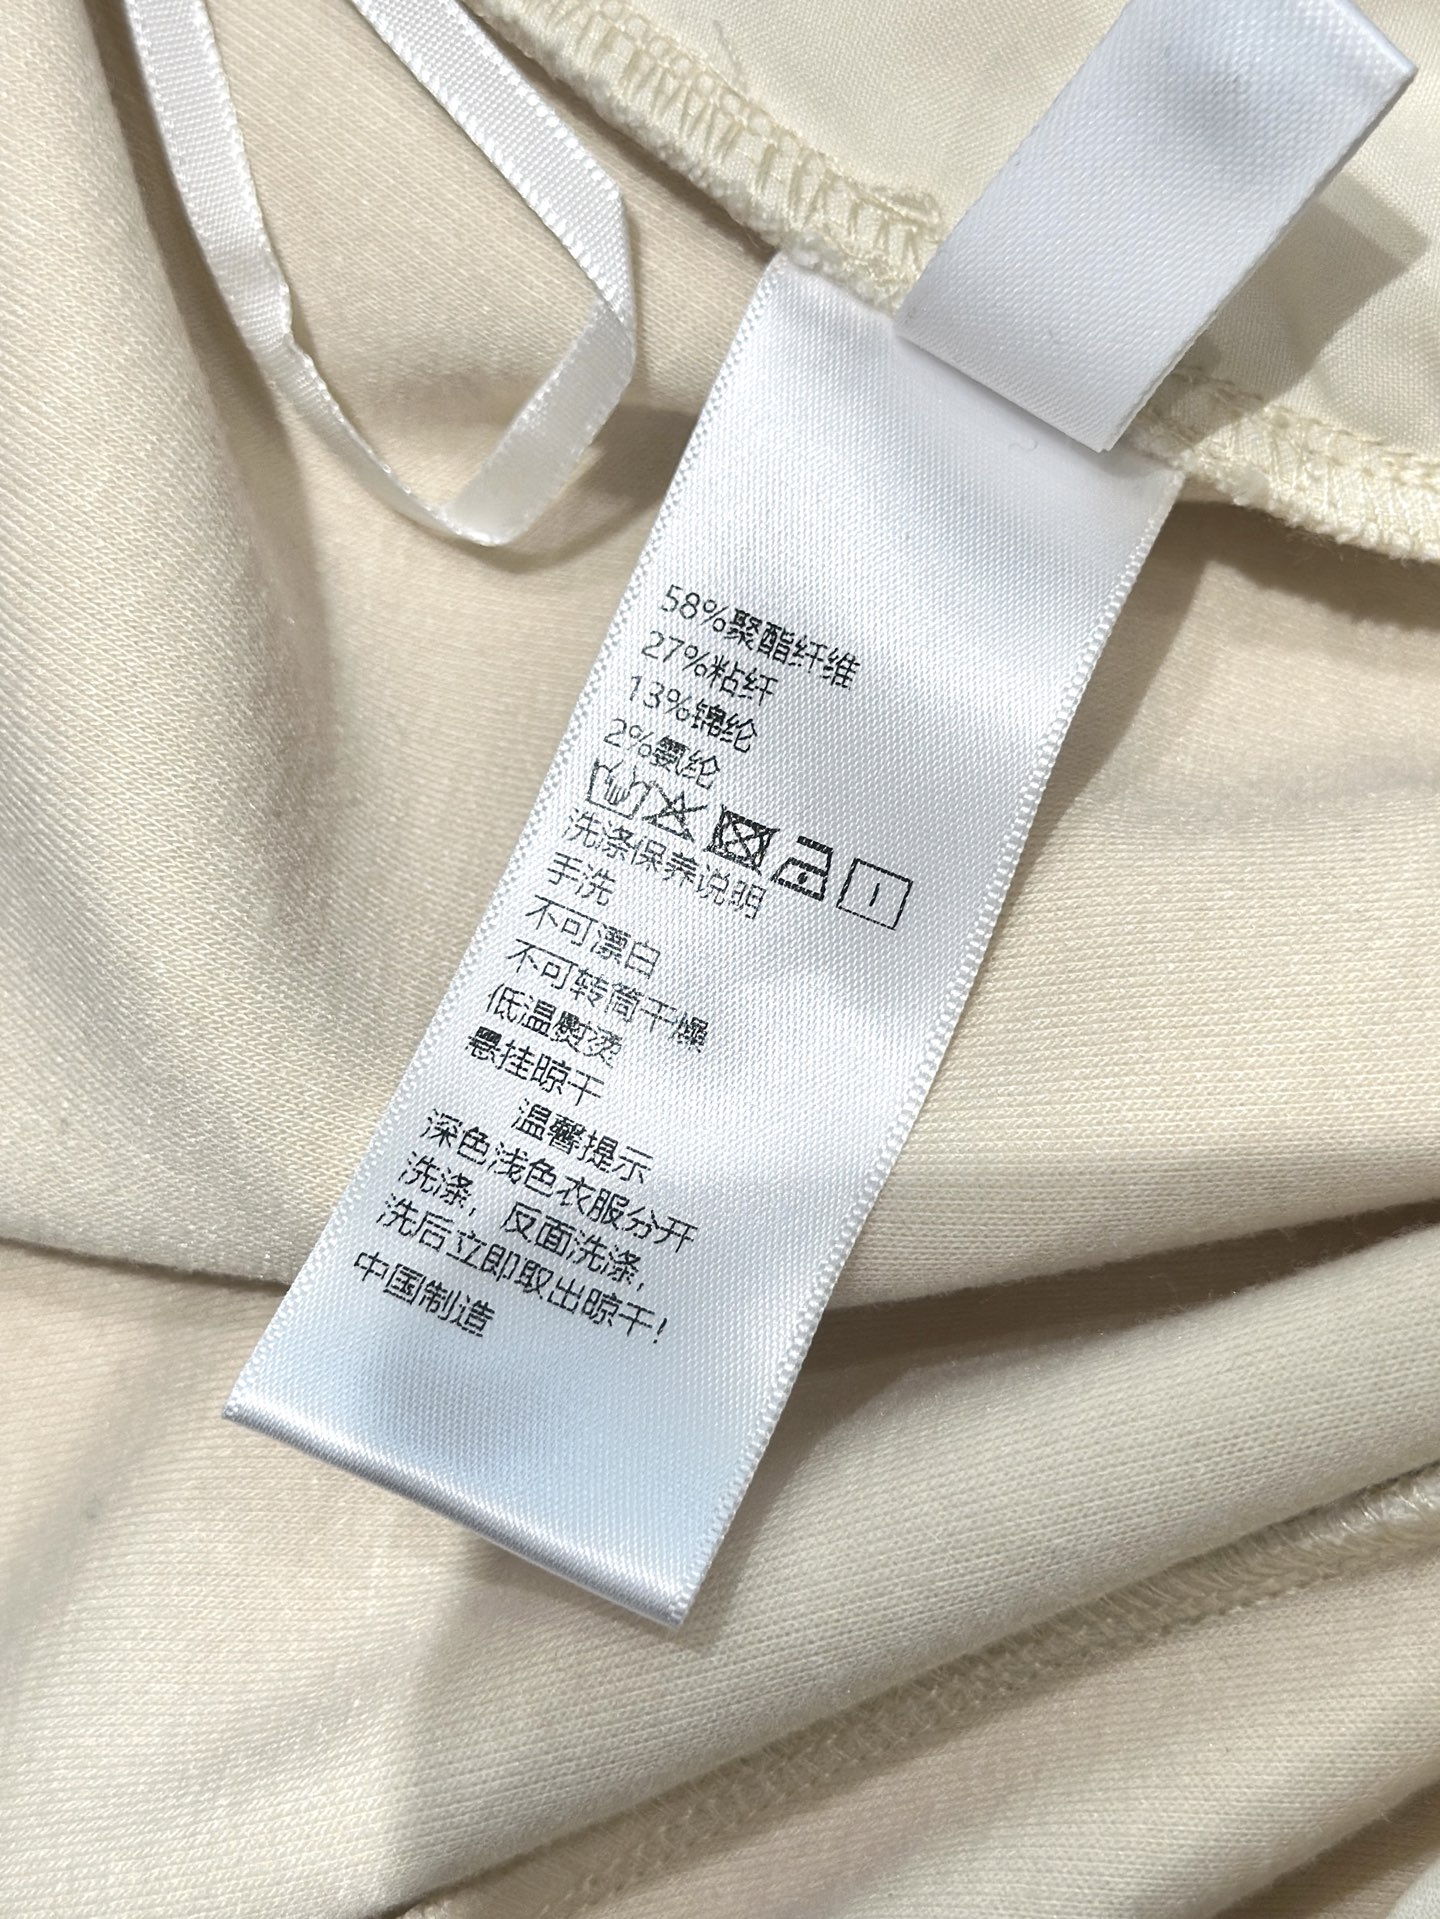 58%聚酯纤维
27%粘纤
13%锦纶
2%氨纶
洗涤保养说明
手洗
不可漂白
不可转筒干燥
低温熨烫
悬挂晾干
温馨提示
深色浅色衣服分开
洗涤，反面洗涤，
洗后立即取出晾干!
中国制造